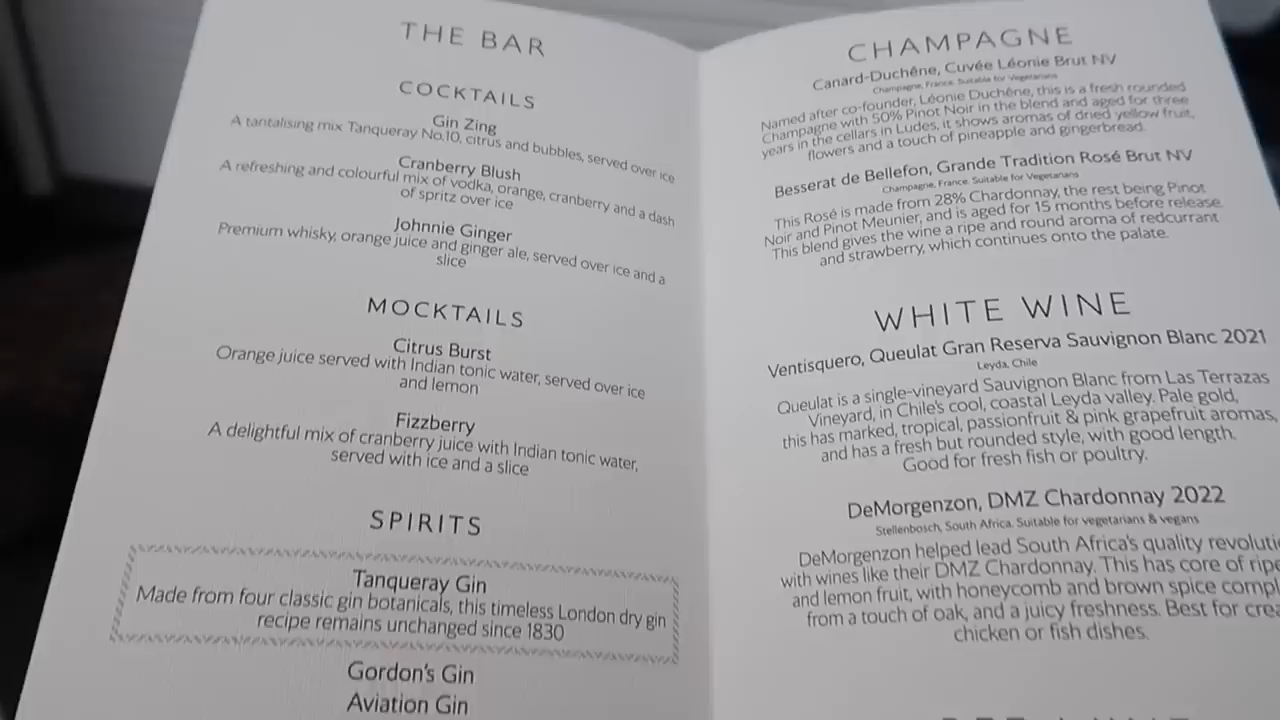 THE BAR
COCKTAILS
Gin Zing
A tantalising mix Tanqueray No.10, citrus and bubbles, served over ice
Cranberry Blush
A refreshing and colourful mix of vodka, orange, cranberry and a dash
of spritz over ice
Johnnie Ginger
Premium whisky, orange juice and ginger ale, served over ice and a
slice
MOCKTAILS
Citrus Burst
Orange juice served with Indian tonic water, served over ice
and lemon
Fizzberry
A delightful mix of cranberry juice with Indian tonic water,
served with ice and a slice
SPIRITS
Tanqueray Gin
Made from four classic gin botanicals, this timeless London dry gin
recipe remains unchanged since 1830
Gordon's Gin
Aviation Gin
CHAMPAGNE
Canard-Duchêne, Cuvée Léonie Brut NV
Champagne, France. Suitable for Vegetarians
Named after co-founder, Léonie Duchêne, this is a fresh rounded
Champagne with 50% Pinot Noir in the blend and aged for three
years in the cellars in Ludes, it shows aromas of dried yellow fruit,
flowers and a touch of pineapple and gingerbread.
Besserat de Bellefon, Grande Tradition Rosé Brut NV
Champagne, France. Suitable for Vegetarians
This Rosé is made from 28% Chardonnay, the rest being Pinot
Noir and Pinot Meunier, and is aged for 15 months before release.
This blend gives the wine a ripe and round aroma of redcurrant
and strawberry, which continues onto the palate.
WHITE WINE
Ventisquero, Queulat Gran Reserva Sauvignon Blanc 2021
Leyda, Chile
Queulat is a single-vineyard Sauvignon Blanc from Las Terrazas
Vineyard, in Chile's cool, coastal Leyda valley. Pale gold,
this has marked, tropical, passionfruit & pink grapefruit aromas,
and has a fresh but rounded style, with good length.
Good for fresh fish or poultry.
DeMorgenzon, DMZ Chardonnay 2022
Stellenbosch, South Africa. Suitable for vegetarians & vegans
DeMorgenzon helped lead South Africa's quality revoluti
with wines like their DMZ Chardonnay. This has core of ripe
and lemon fruit, with honeycomb and brown spice compl
from a touch of oak, and a juicy freshness. Best for crea
chicken or fish dishes.